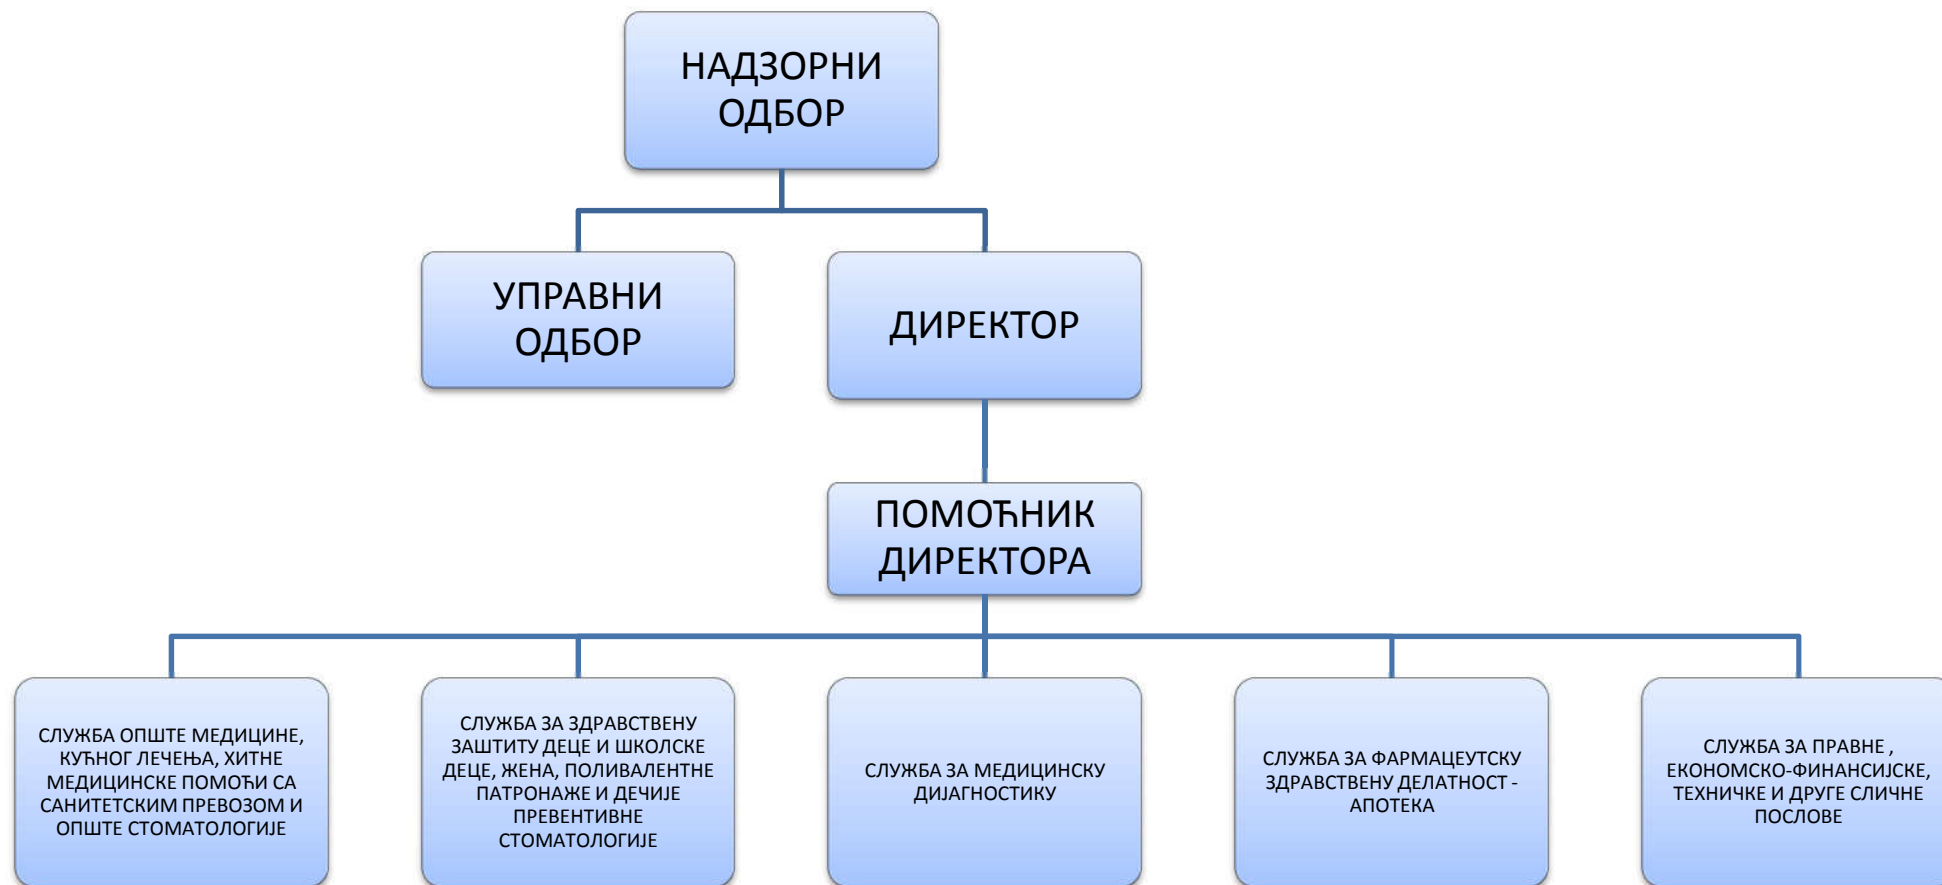 НАДЗОРНИ
ОДБОР
УПРАВНИ
ОДБОР
ДИРЕКТОР
ПОМОЋНИК
ДИРЕКТОРА
СЛУЖБА ОПШТЕ МЕДИЦИНЕ,
КУЋНОГ ЛЕЧЕЊА, ХИТНЕ
МЕДИЦИНСКЕ ПОМОЋИ СА
САНИТЕТСКИМ ПРЕВОЗОМ И
ОПШТЕ СТОМАТОЛОГИЈЕ
СЛУЖБА ЗА ЗДРАВСТВЕНУ
ЗАШТИТУ ДЕЦЕ И ШКОЛСКЕ
ДЕЦЕ, ЖЕНА, ПОЛИВАЛЕНТНЕ
ПАТРОНАЖЕ И ДЕЧИЈЕ
ПРЕВЕНТИВНЕ
СТОМАТОЛОГИЈЕ
СЛУЖБА ЗА МЕДИЦИНСКУ
ДИЈАГНОСТИКУ
СЛУЖБА ЗА ФАРМАЦЕУТСКУ
ЗДРАВСТВЕНУ ДЕЛАТНОСТ -
АПОТЕКА
СЛУЖБА ЗА ПРАВНЕ ,
ЕКОНОМСКО-ФИНАНСИЈСКЕ,
ТЕХНИЧКЕ И ДРУГЕ СЛИЧНЕ
ПОСЛОВЕ